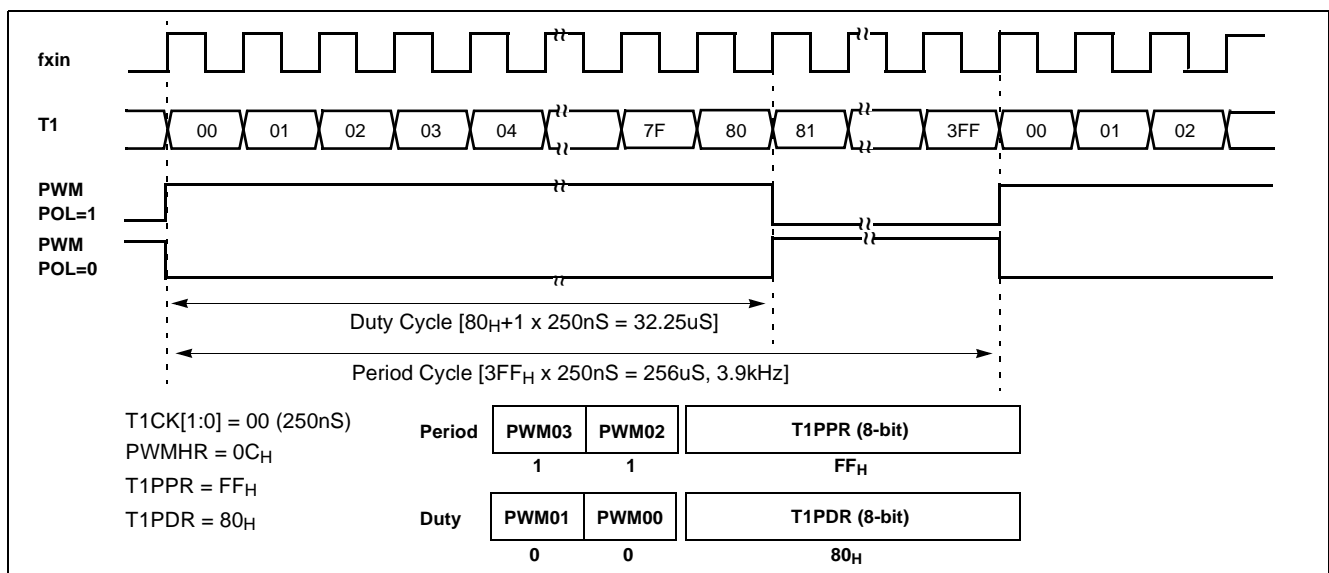 fxin
T1 00 01 02 03 04 7F 80 81 3FF 00 01 02
PWM
POL=1
PWM
POL=0
Duty Cycle [80H+1 x 250nS = 32.25uS]
Period Cycle [3FFH x 250nS = 256uS, 3.9kHz]
T1CK[1:0] = 00 (250nS)
PWMHR = 0CH
T1PPR = FFH
T1PDR = 80H
Period PWM03 PWM02 T1PPR (8-bit)
1 1 FFH
Duty PWM01 PWM00 T1PDR (8-bit)
0 0 80H